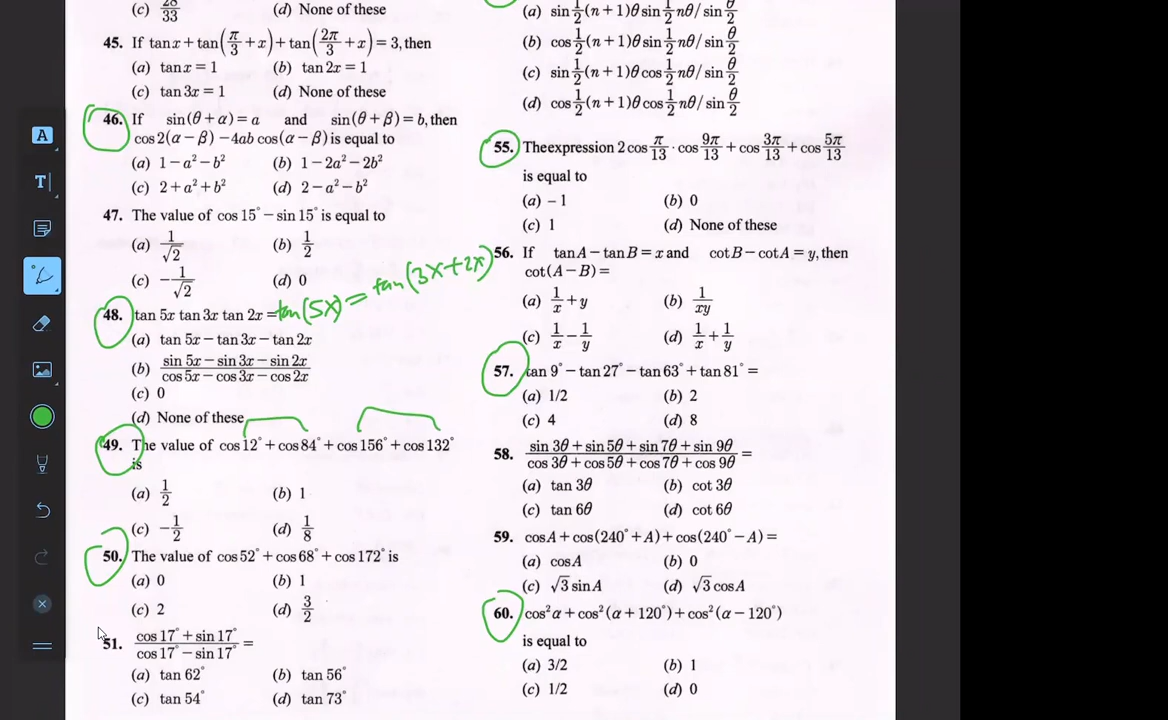 (c) 28/33 (d) None of these
45. If tan x + tan(π/3 + x) + tan(2π/3 + x) = 3, then
(a) tan x = 1 (b) tan 2x = 1
(c) tan 3x = 1 (d) None of these
46. If sin(θ + α) = a and sin(θ + β) = b, then
cos 2(α − β) − 4ab cos(α − β) is equal to
(a) 1 − a² − b² (b) 1 − 2a² − 2b²
(c) 2 + a² + b² (d) 2 − a² − b²
47. The value of cos 15° − sin 15° is equal to
(a) 1/√2 (b) 1/2
(c) −1/√2 (d) 0
48. tan 5x tan 3x tan 2x = tan(5x) = tan(3x+2x)
(a) tan 5x − tan 3x − tan 2x
(b) sin 5x − sin 3x − sin 2x / cos 5x − cos 3x − cos 2x
(c) 0
(d) None of these
49. The value of cos 12° + cos 84° + cos 156° + cos 132°
is
(a) 1/2 (b) 1
(c) −1/2 (d) 1/8
50. The value of cos 52° + cos 68° + cos 172° is
(a) 0 (b) 1
(c) 2 (d) 3/2
51. cos 17° + sin 17° / cos 17° − sin 17° =
(a) tan 62° (b) tan 56°
(c) tan 54° (d) tan 73°
(a) sin 1/2 (n + 1)θ sin 1/2 nθ / sin θ/2
(b) cos 1/2 (n + 1)θ sin 1/2 nθ / sin θ/2
(c) sin 1/2 (n + 1)θ cos 1/2 nθ / sin θ/2
(d) cos 1/2 (n + 1)θ cos 1/2 nθ / sin θ/2
55. The expression 2 cos π/13 · cos 9π/13 + cos 3π/13 + cos 5π/13
is equal to
(a) −1 (b) 0
(c) 1 (d) None of these
56. If tan A − tan B = x and cot B − cot A = y, then
cot(A − B) =
(a) 1/x + y (b) 1/xy
(c) 1/x − 1/y (d) 1/x + 1/y
57. tan 9° − tan 27° − tan 63° + tan 81° =
(a) 1/2 (b) 2
(c) 4 (d) 8
58. sin 3θ + sin 5θ + sin 7θ + sin 9θ / cos 3θ + cos 5θ + cos 7θ + cos 9θ =
(a) tan 3θ (b) cot 3θ
(c) tan 6θ (d) cot 6θ
59. cos A + cos(240° + A) + cos(240° − A) =
(a) cos A (b) 0
(c) √3 sin A (d) √3 cos A
60. cos² α + cos² (α + 120°) + cos² (α − 120°)
is equal to
(a) 3/2 (b) 1
(c) 1/2 (d) 0
A
T